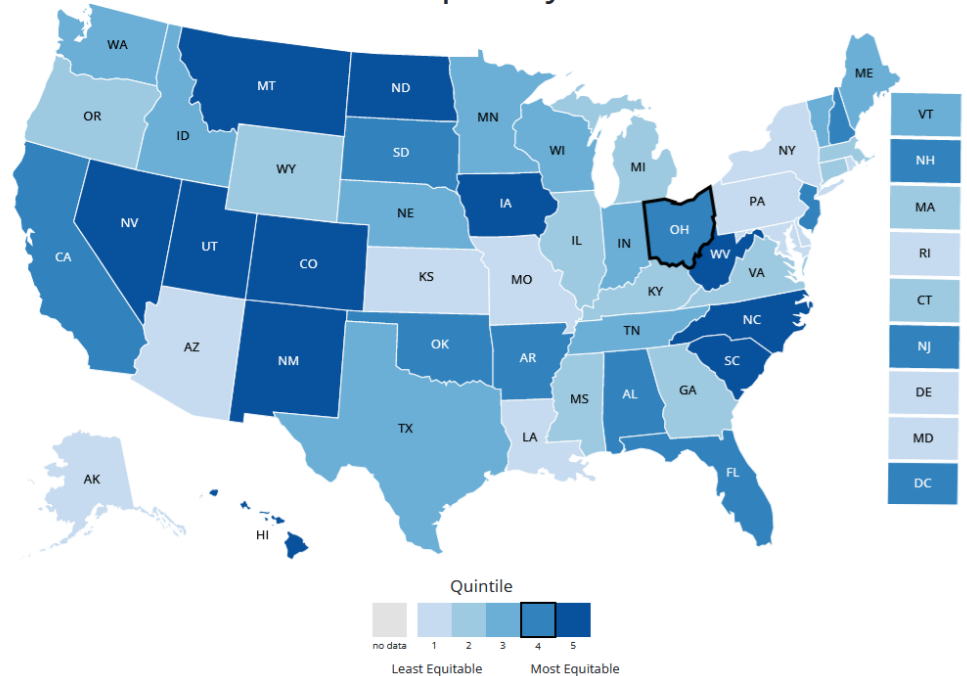 WA
MT
ND
MN
ME
OR
ID
WY
SD
WI
MI
NY
VT
NH
MA
RI
CT
NJ
DE
MD
DC
NV
UT
CO
NE
IA
IL
IN
OH
PA
CA
KS
MO
KY
WV
VA
AZ
NM
OK
AR
TN
NC
SC
TX
LA
MS
AL
GA
FL
AK
HI
Quintile
no data 1 2 3 4 5
Least Equitable Most Equitable